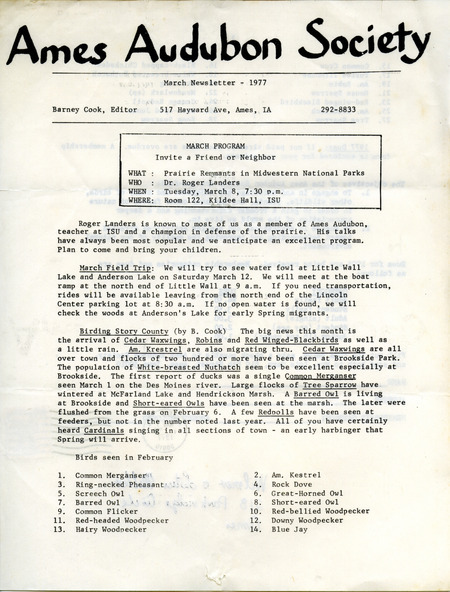 Ames Audubon Society
March Newsletter - 1977
Barney Cook, Editor 517 Hayward Ave, Ames, IA 292-8833
MARCH PROGRAM
Invite a Friend or Neighbor
WHAT : Prairie Remnants in Midwestern National Parks
WHO : Dr. Roger Landers
WHEN : Tuesday, March 8, 7:30 p.m.
WHERE: Room 122, Kildee Hall, ISU
Roger Landers is known to most of us as a member of Ames Audubon,
teacher at ISU and a champion in defense of the prairie. His talks
have always been most popular and we anticipate an excellent program.
Plan to come and bring your children.
March Field Trip: We will try to see water fowl at Little Wall
Lake and Anderson Lake on Saturday March 12. We will meet at the boat
ramp at the north end of Little Wall at 9 a.m. If you need transportation,
rides will be available leaving from the north end of the Lincoln
Center parking lot at 8:30 a.m. If no open water is found, we will
check the woods at Anderson's Lake for early Spring migrants.
Birding Story County (by B. Cook) The big news this month is
the arrival of Cedar Waxwings, Robins and Red Winged-Blackbirds as well as
a little rain. Am. Kestrel are also migrating thru. Cedar Waxwings are all
over town and flocks of two hundred or more have been seen at Brookside Park.
The population of White-breasted Nuthatch seem to be excellent especially at
Brookside. The first report of ducks was a single Common Merganser
seen March 1 on the Des Moines river. Large flocks of Tree Sparrow have
wintered at McFarland Lake and Hendrickson Marsh. A Barred Owl is living
at Brookside and Short-eared Owls have been seen at the marsh. The later were
flushed from the grass on February 6. A few Redpolls have been seen at
feeders, but not in the number noted last year. All of you have certainly
heard Cardinals singing in all sections of town - an early harbinger that
Spring will arrive.
Birds seen in February
1. Common Merganser 2. Am. Kestrel
3. Ring-necked Pheasant 4. Rock Dove
5. Screech Owl 6. Great-Horned Owl
7. Barred Owl 8. Short-eared Owl
9. Common Flicker 10. Red-bellied Woodpecker
11. Red-headed Woodpecker 12. Downy Woodpecker
13. Hairy Woodpecker 14. Blue Jay